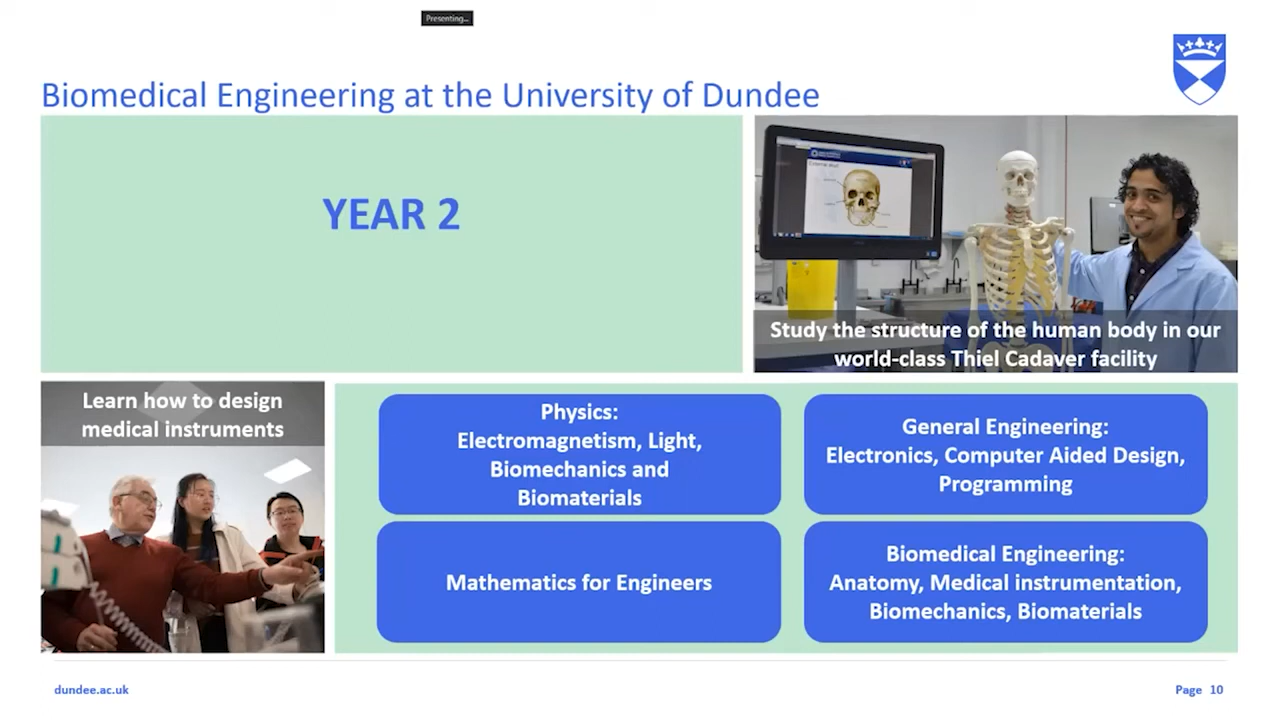 Presenting...
Biomedical Engineering at the University of Dundee
YEAR 2
Study the structure of the human body in our
world-class Thiel Cadaver facility
Learn how to design
medical instruments
Physics:
Electromagnetism, Light,
Biomechanics and
Biomaterials
General Engineering:
Electronics, Computer Aided Design,
Programming
Mathematics for Engineers
Biomedical Engineering:
Anatomy, Medical instrumentation,
Biomechanics, Biomaterials
dundee.ac.uk
Page 10